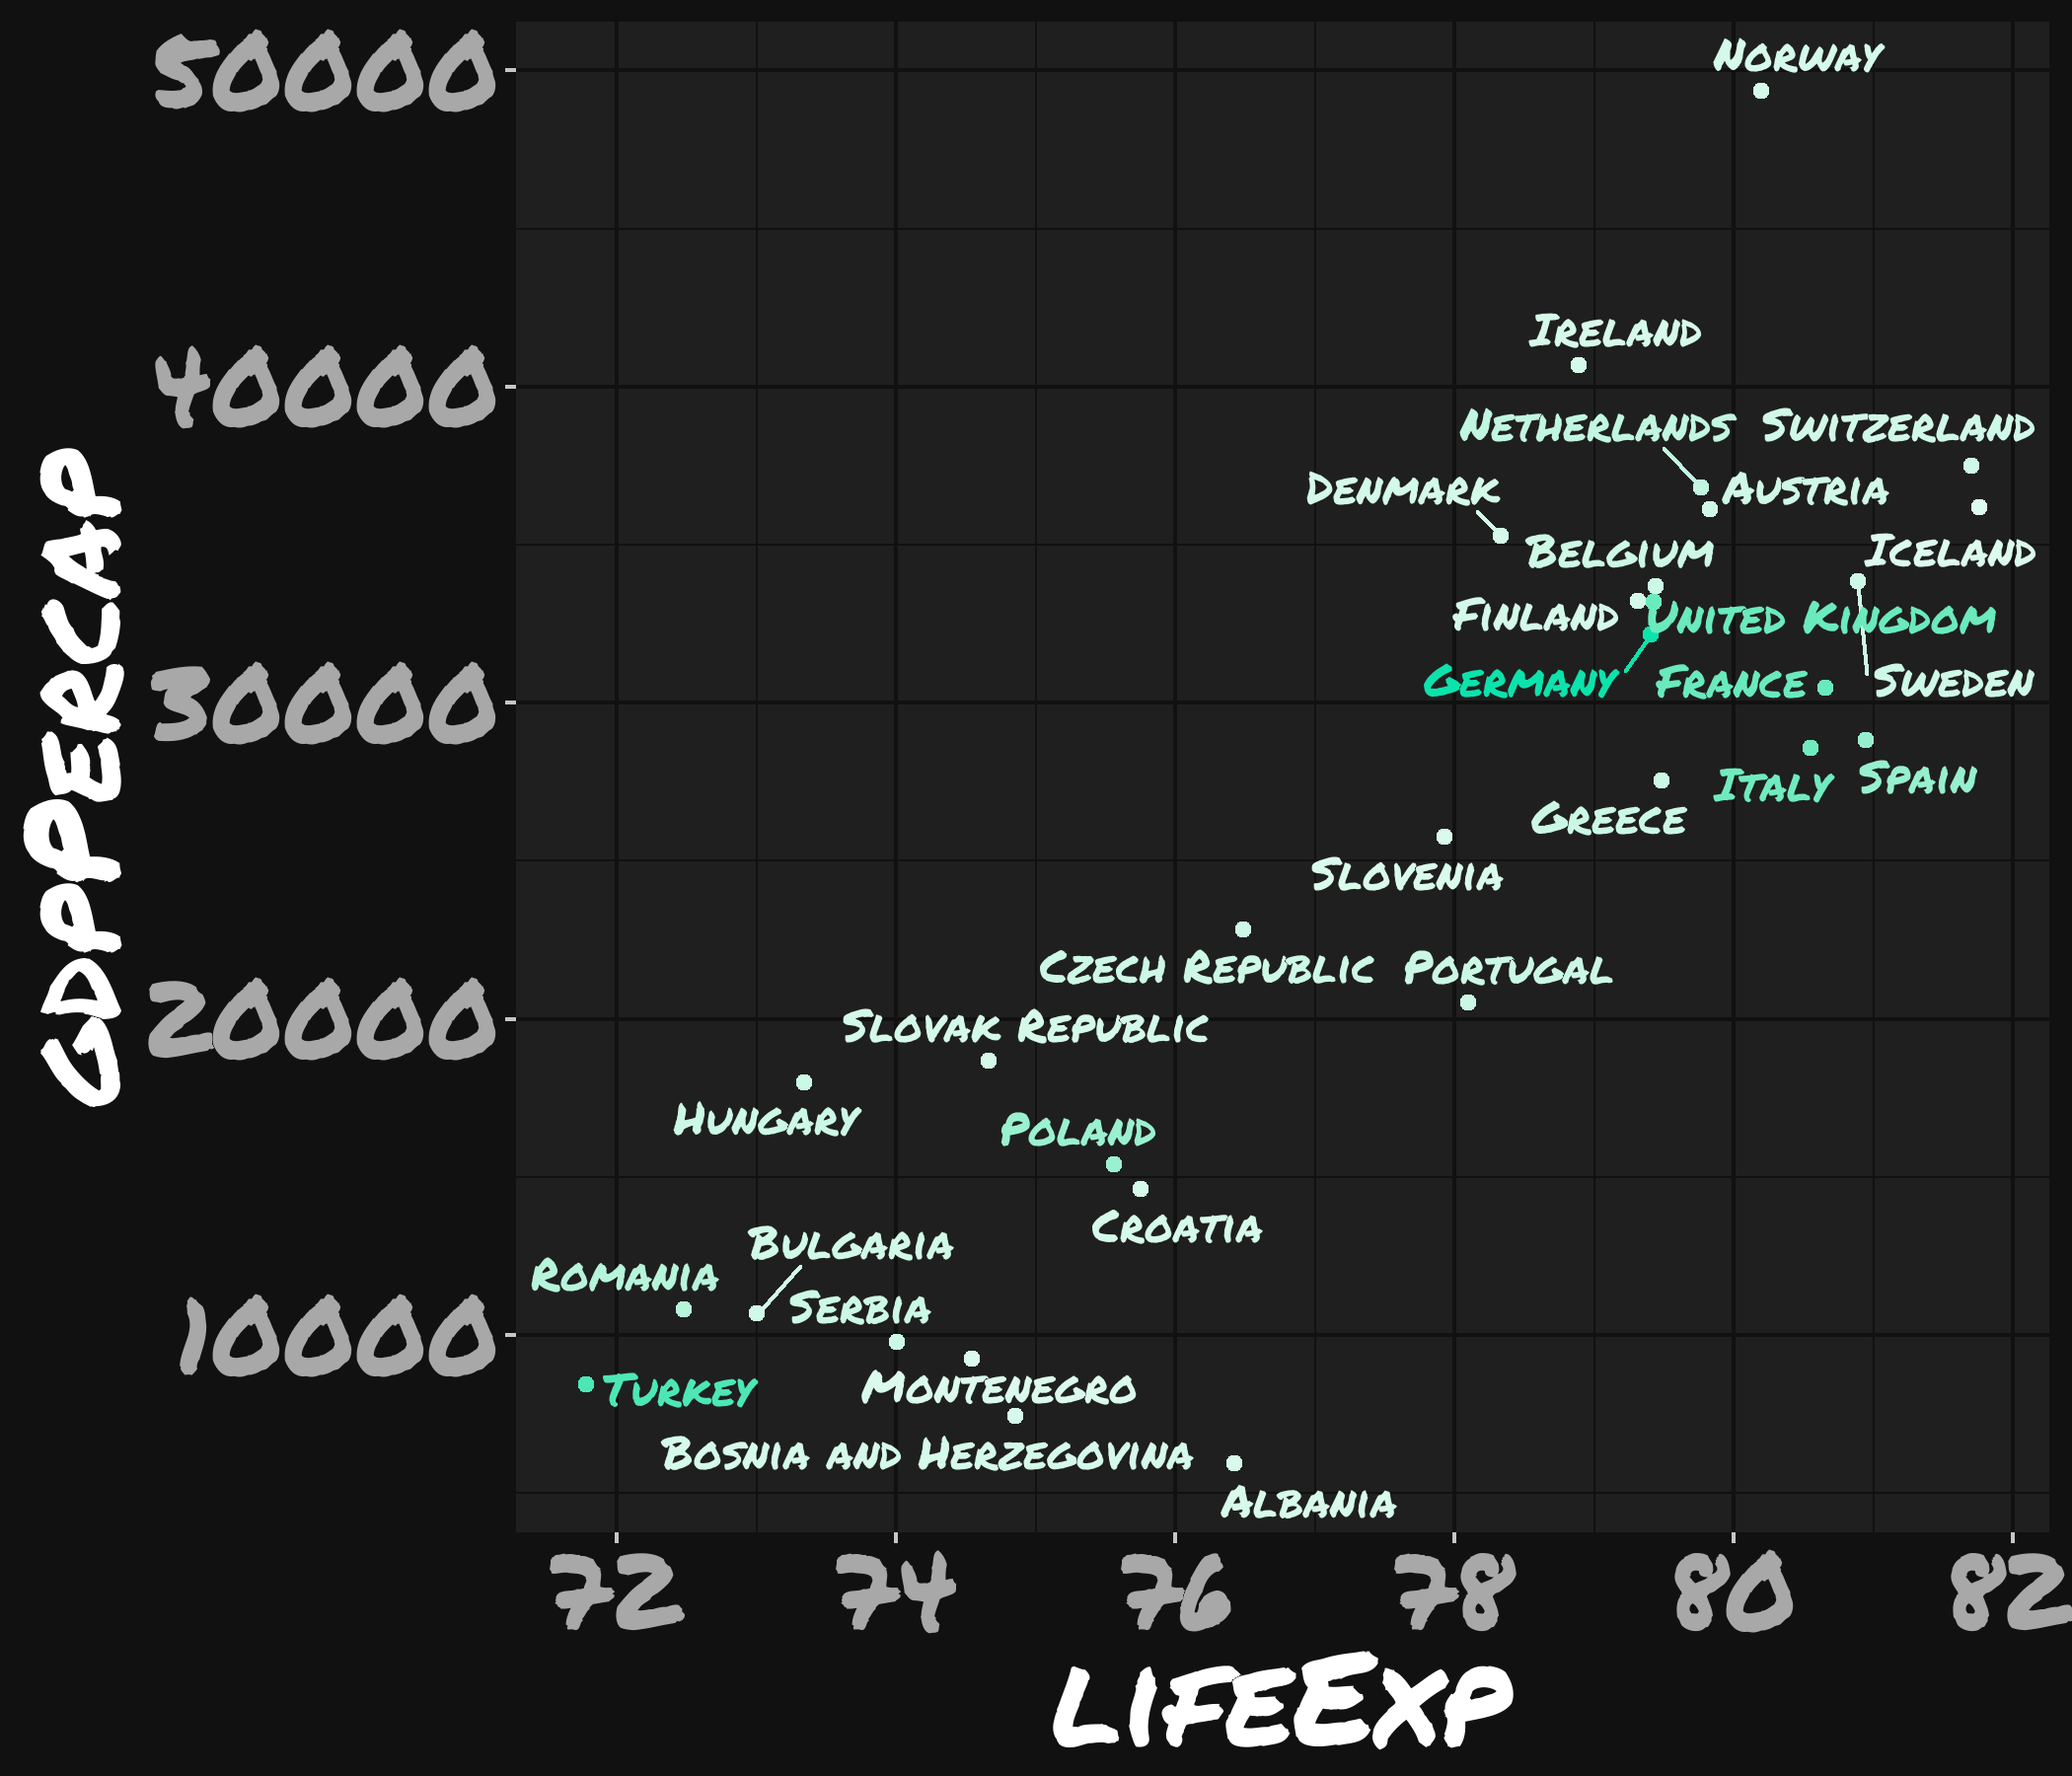 50000
Norway
Ireland
40000
Netherlands Switzerland
Denmark Austria
Belgium Iceland
Finland United Kingdom
Germany France Sweden
30000
Italy Spain
Greece
Slovenia
Czech Republic Portugal
20000
Slovak Republic
Hungary Poland
Croatia
Bulgaria
Romania
Serbia
10000
Turkey Montenegro
Bosnia and Herzegovina
Albania
72 74 76 78 80 82
lifeExp
gdpPercap